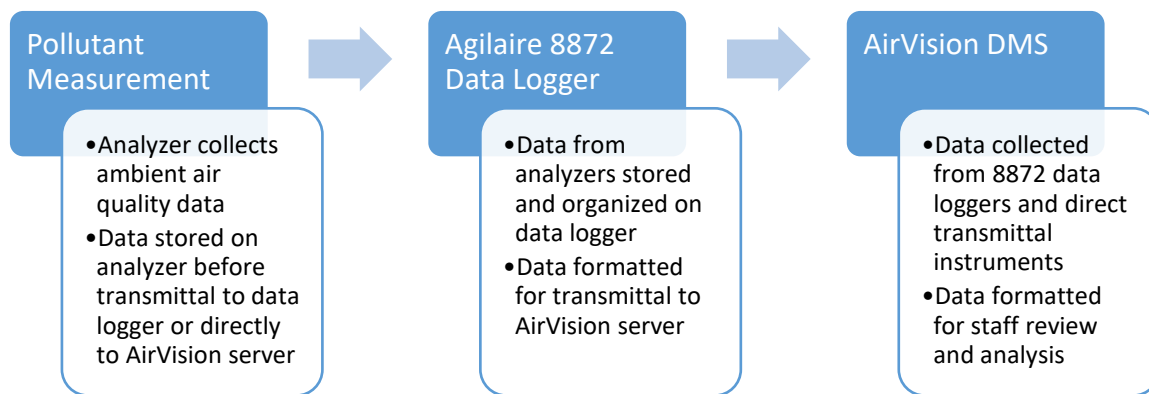 Pollutant
Measurement
•Analyzer collects
ambient air
quality data
•Data stored on
analyzer before
transmittal to data
logger or directly
to AirVision server
Agilaire 8872
Data Logger
•Data from
analyzers stored
and organized on
data logger
•Data formatted
for transmittal to
AirVision server
AirVision DMS
•Data collected
from 8872 data
loggers and direct
transmittal
instruments
•Data formatted
for staff review
and analysis